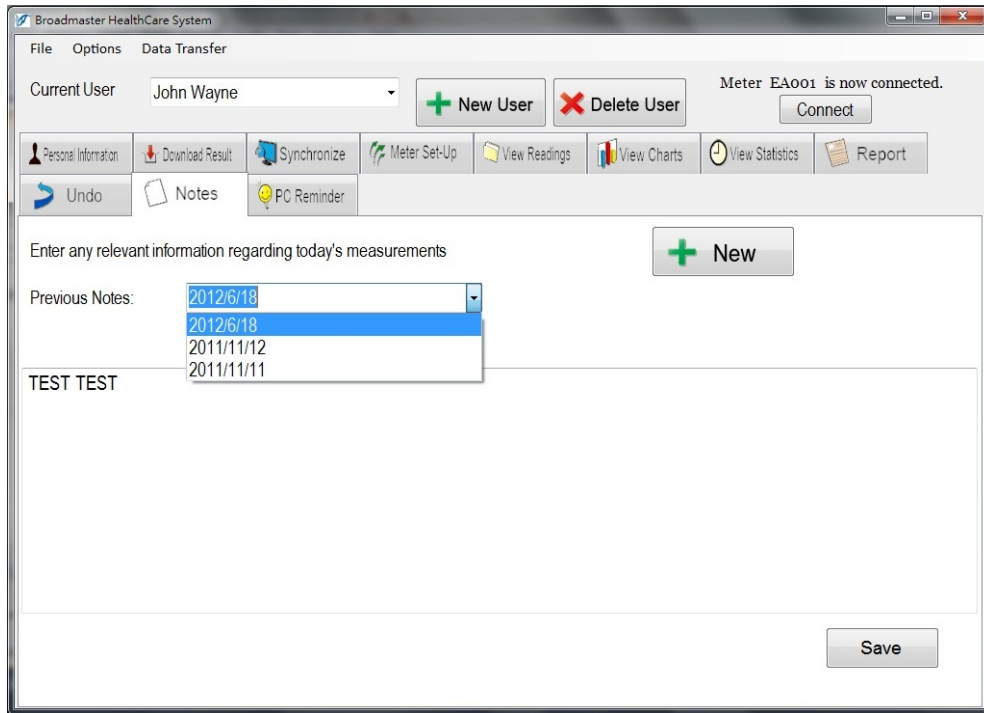 Broadmaster HealthCare System
File Options Data Transfer
Current User John Wayne New User Delete User Meter EA001 is now connected.
Connect
Personal Information Download Result Synchronize Meter Set-Up View Readings View Charts View Statistics Report
Undo Notes PC Reminder
Enter any relevant information regarding today's measurements New
Previous Notes: 2012/6/18
2012/6/18
2011/11/12
2011/11/11
TEST TEST
Save